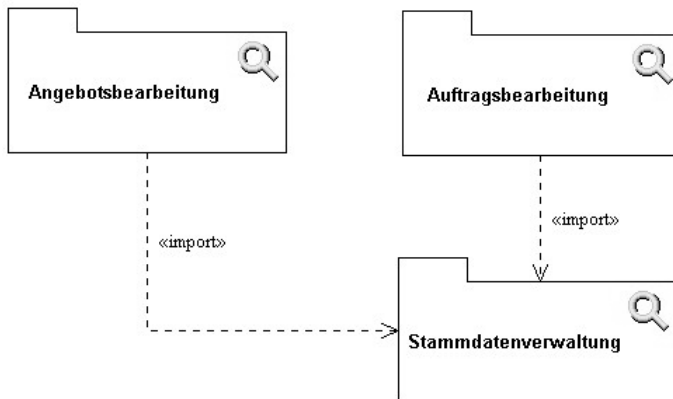 Angebotsbearbeitung
Auftragsbearbeitung
«import»
«import»
Stammdatenverwaltung